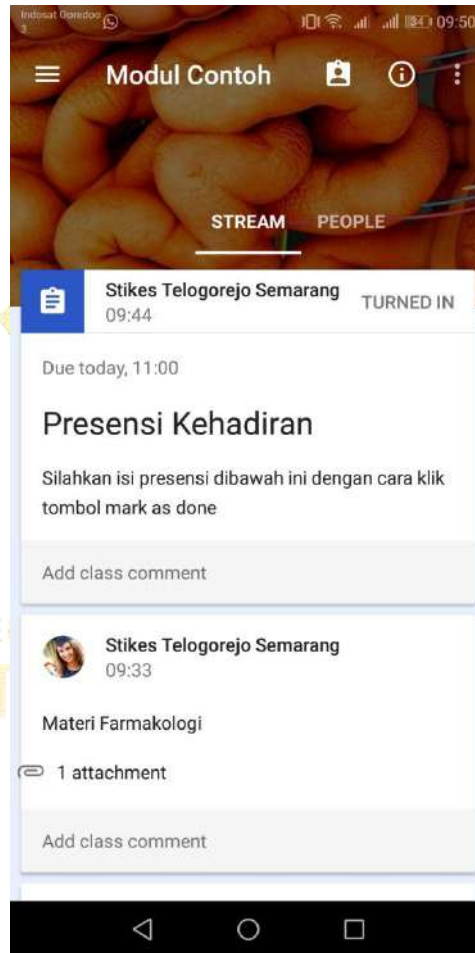 Indosat Ooredoo
3
84 09:50
Modul Contoh
STREAM PEOPLE
Stikes Telogorejo Semarang
09:44
TURNED IN
Due today, 11:00
Presensi Kehadiran
Silahkan isi presensi dibawah ini dengan cara klik
tombol mark as done
Add class comment
Stikes Telogorejo Semarang
09:33
Materi Farmakologi
1 attachment
Add class comment